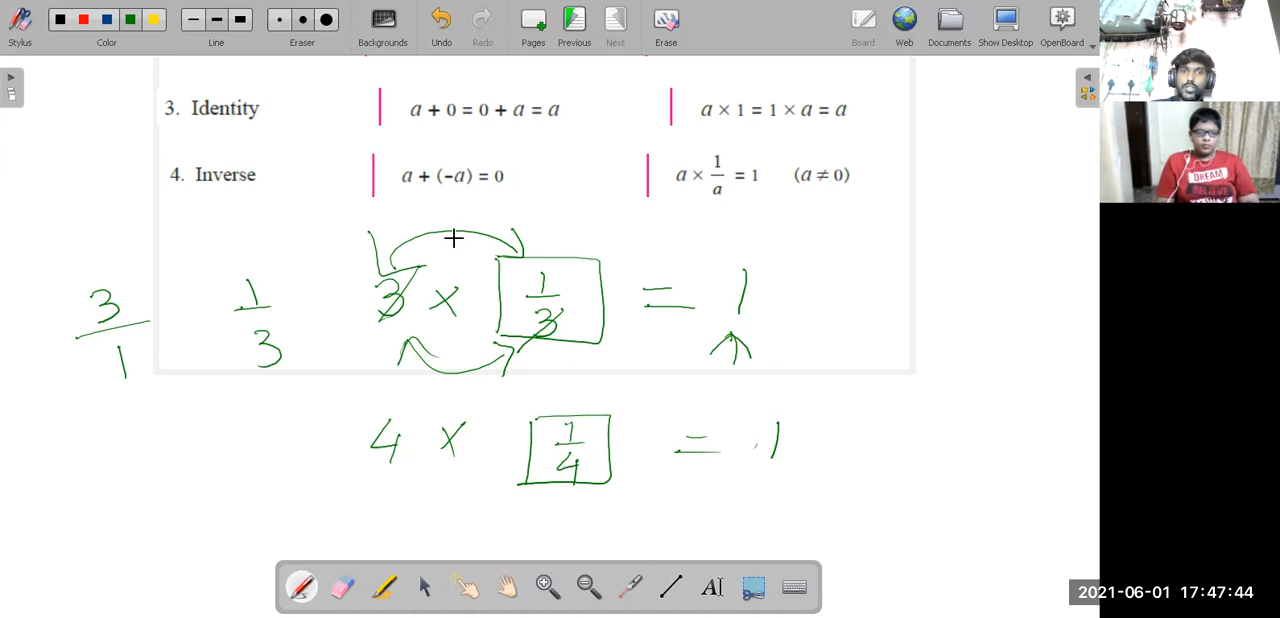 Stylus Color Line Eraser Backgrounds Undo Redo Pages Previous Next Erase Board Web Documents Show Desktop OpenBoard
3. Identity a + 0 = 0 + a = a a × 1 = 1 × a = a
4. Inverse a + (-a) = 0 a × 1/a = 1 (a ≠ 0)
3/1 1/3 3 × 1/3 = 1
4 × 1/4 = 1
DREAM
BELIEVE
2021-06-01 17:47:44